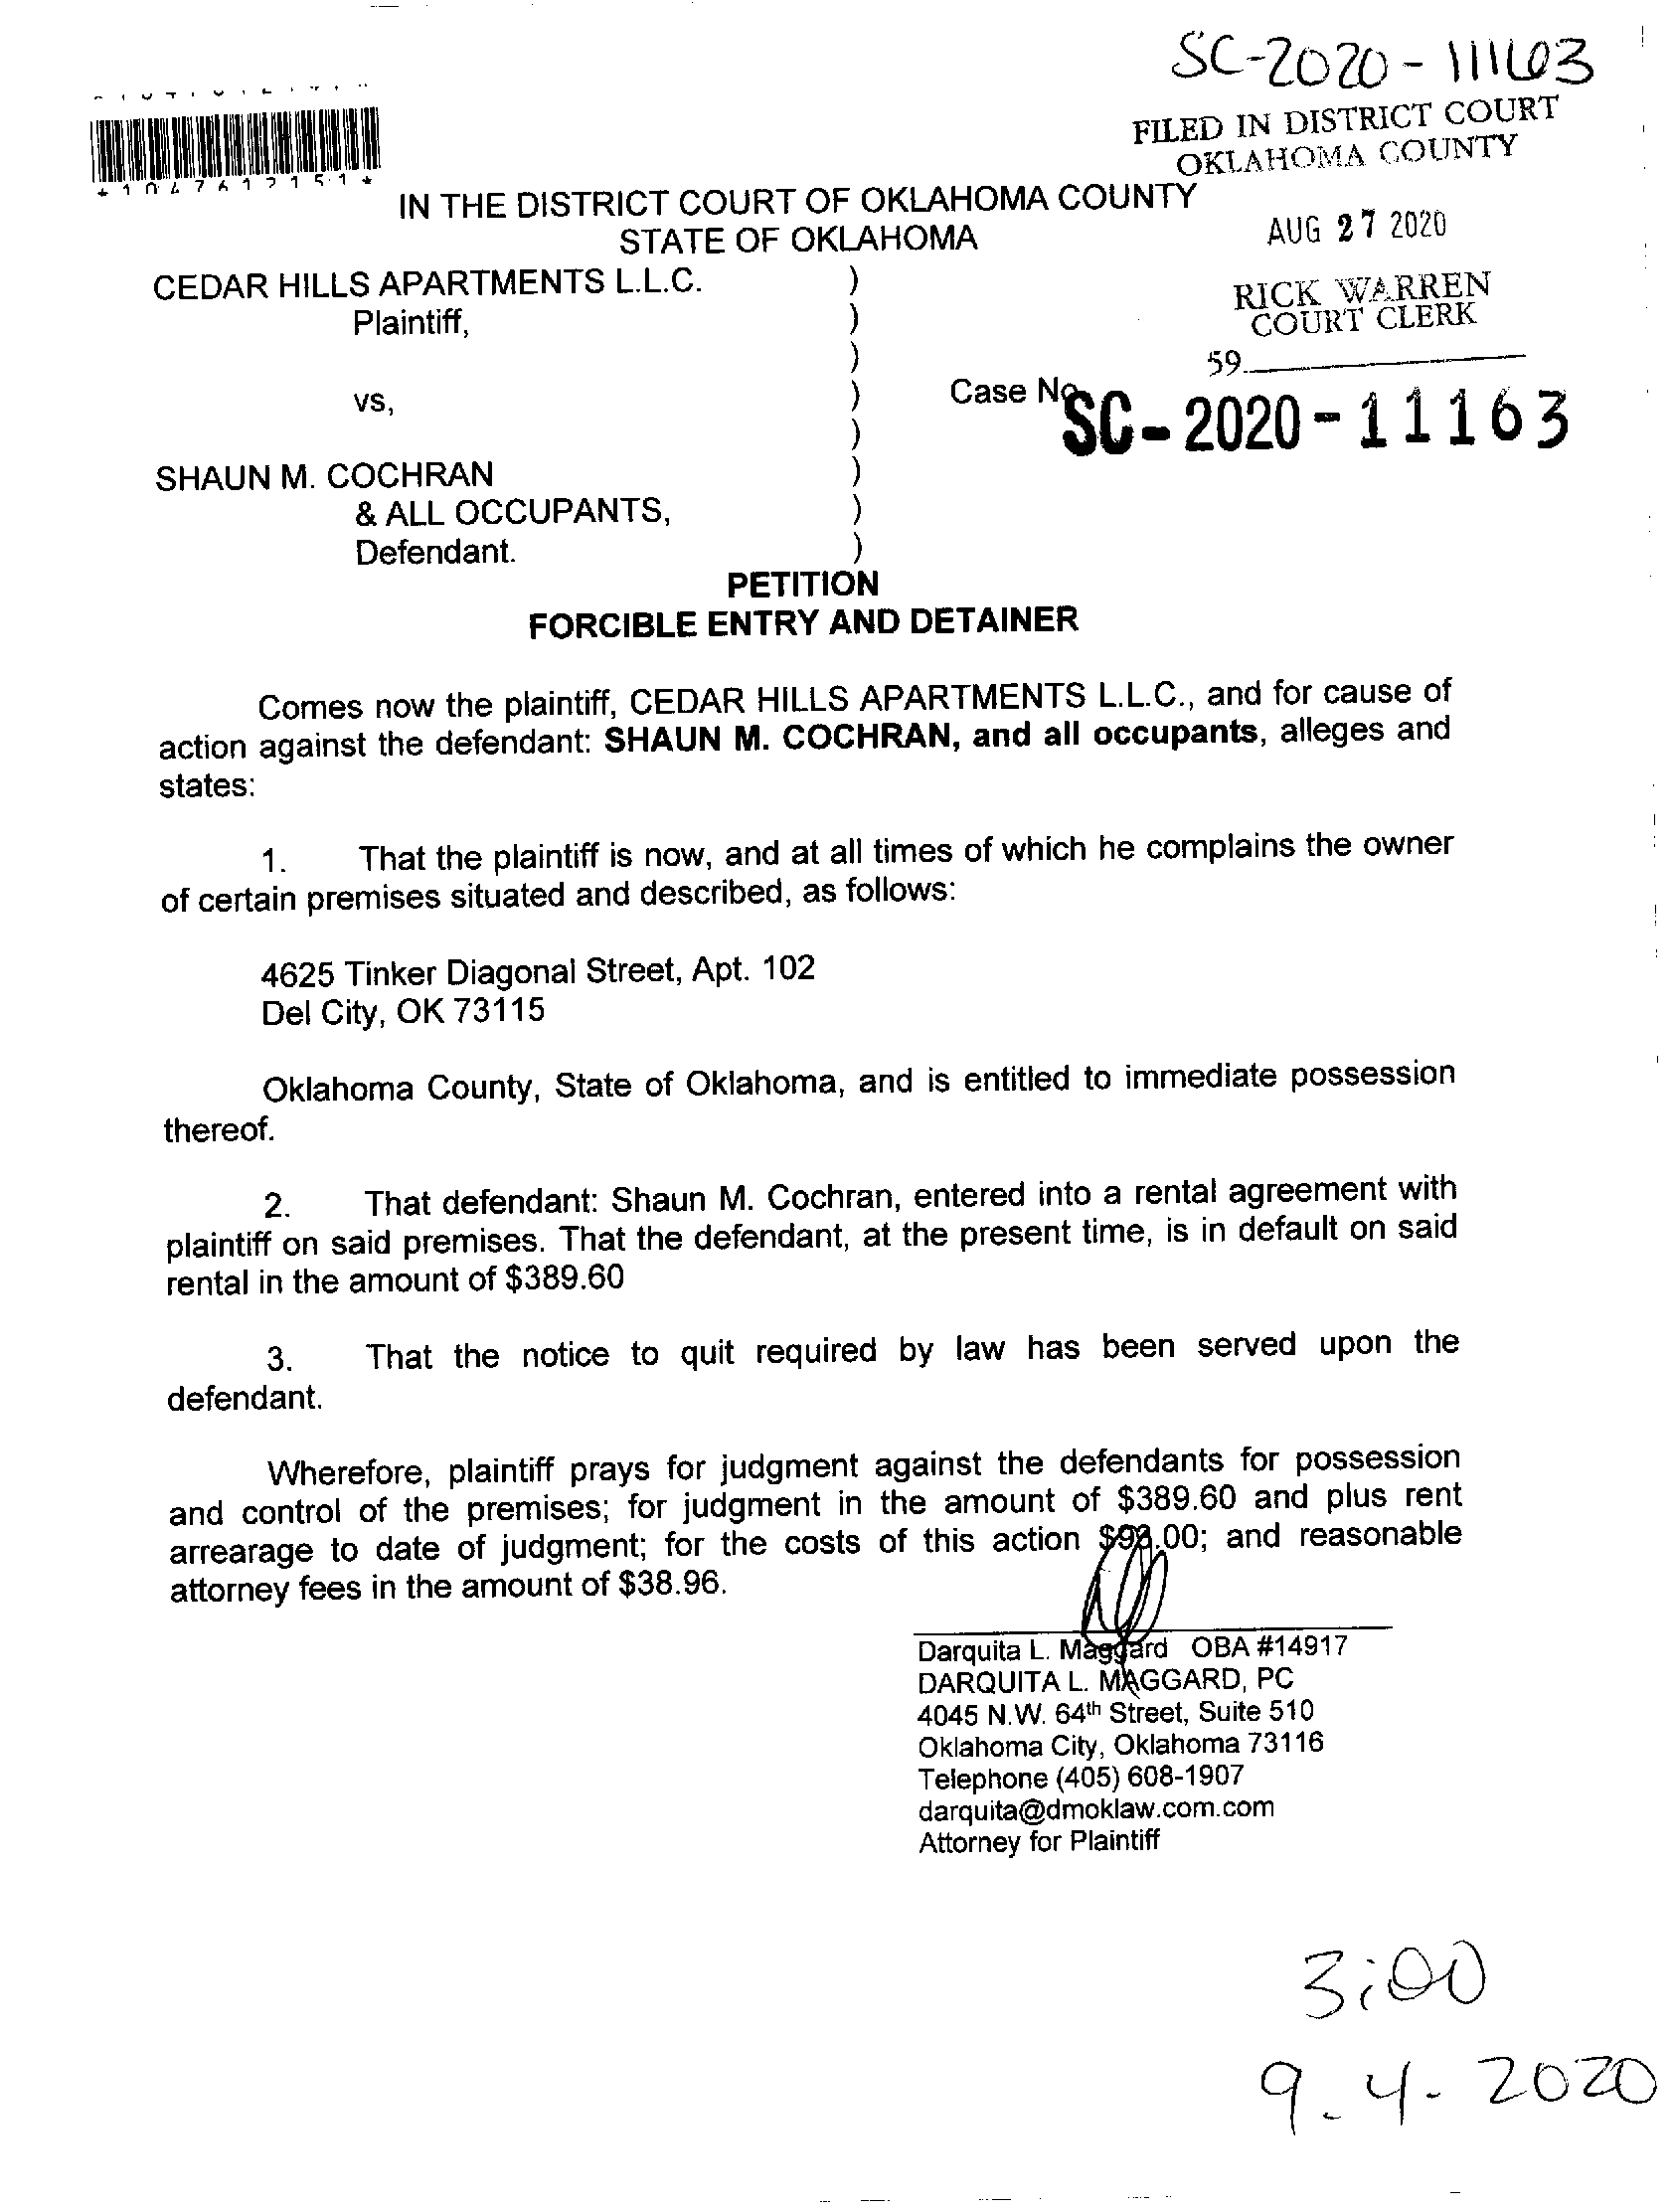 SC-2020-11163
FILED IN DISTRICT COURT
OKLAHOMA COUNTY
*1047612151*
IN THE DISTRICT COURT OF OKLAHOMA COUNTY
STATE OF OKLAHOMA
AUG 27 2020
CEDAR HILLS APARTMENTS L.L.C. )
Plaintiff, )
)
RICK WARREN
COURT CLERK
59
vs, ) Case No
SC-2020-11163
)
SHAUN M. COCHRAN )
& ALL OCCUPANTS, )
Defendant. )
PETITION
FORCIBLE ENTRY AND DETAINER
Comes now the plaintiff, CEDAR HILLS APARTMENTS L.L.C., and for cause of
action against the defendant: SHAUN M. COCHRAN, and all occupants, alleges and
states:
1. That the plaintiff is now, and at all times of which he complains the owner
of certain premises situated and described, as follows:
4625 Tinker Diagonal Street, Apt. 102
Del City, OK 73115
Oklahoma County, State of Oklahoma, and is entitled to immediate possession
thereof.
2. That defendant: Shaun M. Cochran, entered into a rental agreement with
plaintiff on said premises. That the defendant, at the present time, is in default on said
rental in the amount of $389.60
3. That the notice to quit required by law has been served upon the
defendant.
Wherefore, plaintiff prays for judgment against the defendants for possession
and control of the premises; for judgment in the amount of $389.60 and plus rent
arrearage to date of judgment; for the costs of this action and reasonable
attorney fees in the amount of $38.96.
Darquita L. Maggard OBA #14917
DARQUITA L. MAGGARD, PC
4045 N.W. 64th Street, Suite 510
Oklahoma City, Oklahoma 73116
Telephone (405) 608-1907
darquita@dmoklaw.com.com
Attorney for Plaintiff
3:00
9-4-2020